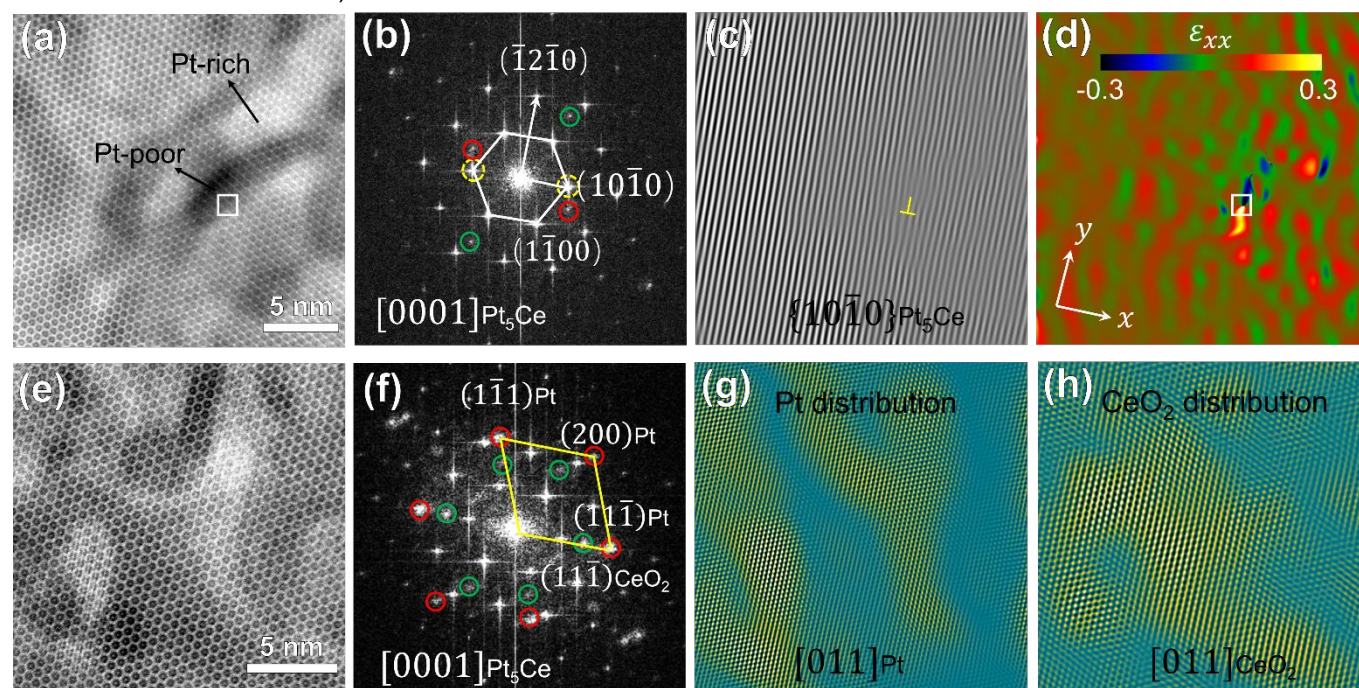 (a)
Pt-rich
Pt-poor
5 nm
(b)
(1̅21̅0)
(101̅0)
(11̅00)
[0001]Pt₅Ce
(c)
⊥
{101̅0}Pt₅Ce
(d)
εₓₓ
-0.3 0.3
y
x
(e)
5 nm
(f)
(11̅1)Pt
(200)Pt
(111̅)Pt
(111̅)CeO₂
[0001]Pt₅Ce
(g)
Pt distribution
[011]Pt
(h)
CeO₂ distribution
[011]CeO₂